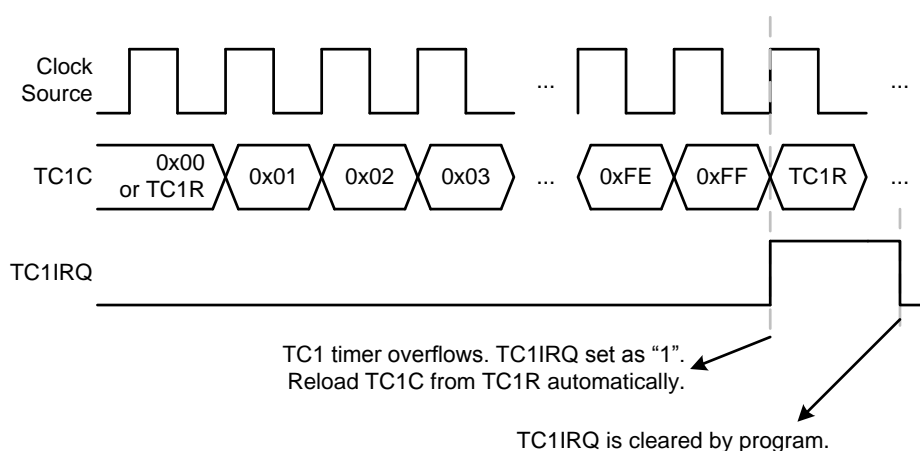 Clock
Source
...
...
TC1C
0x00
or TC1R
0x01
0x02
0x03
...
0xFE
0xFF
TC1R
...
TC1IRQ
TC1 timer overflows. TC1IRQ set as “1”.
Reload TC1C from TC1R automatically.
TC1IRQ is cleared by program.